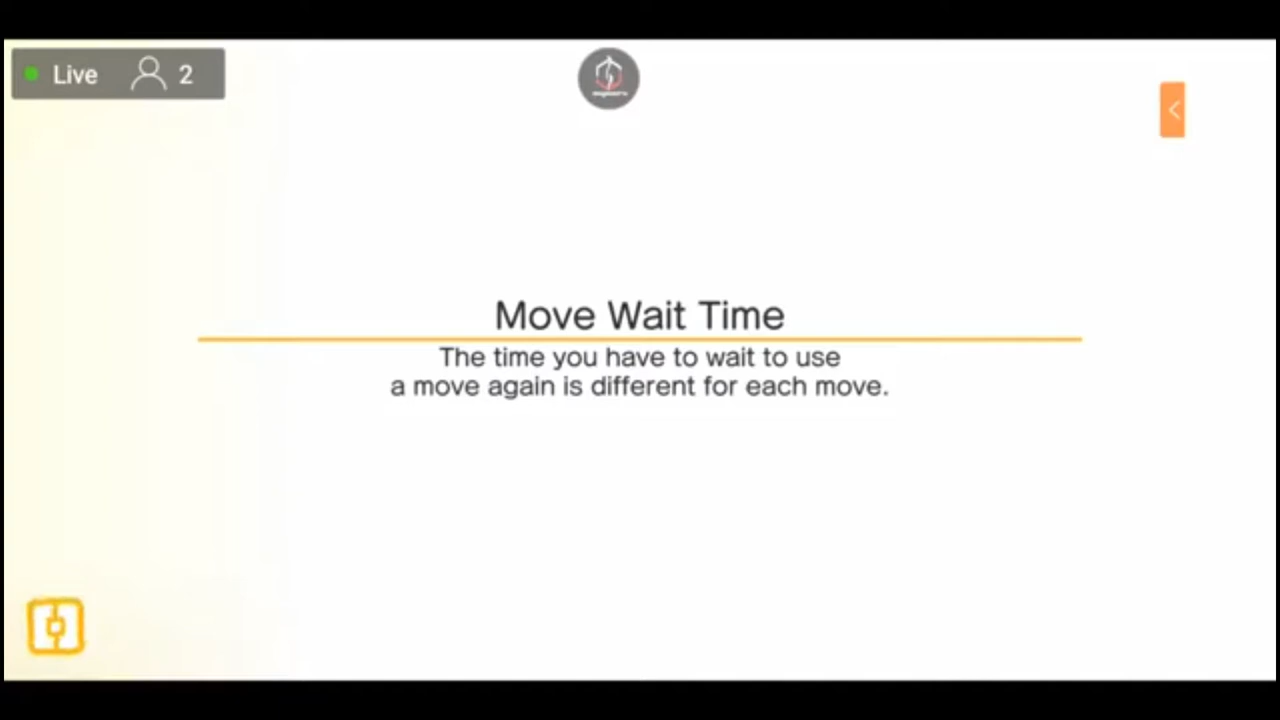 Live 2
Move Wait Time
The time you have to wait to use
a move again is different for each move.